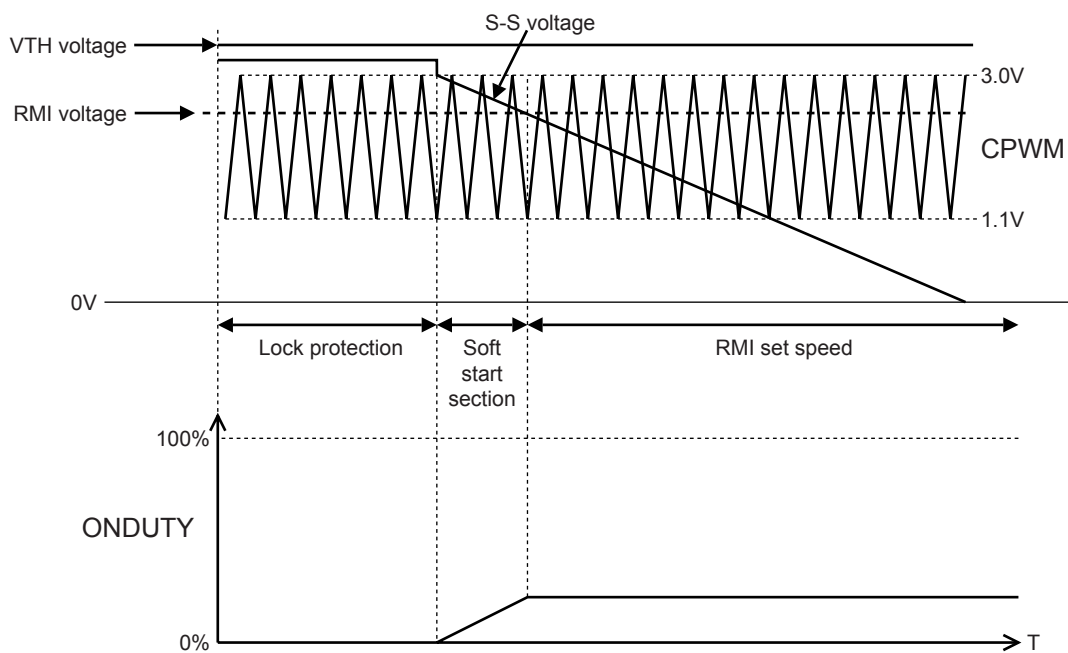 S-S voltage
VTH voltage
3.0V
RMI voltage
CPWM
1.1V
0V
Lock protection
Soft
start
section
RMI set speed
100%
ONDUTY
0%
T